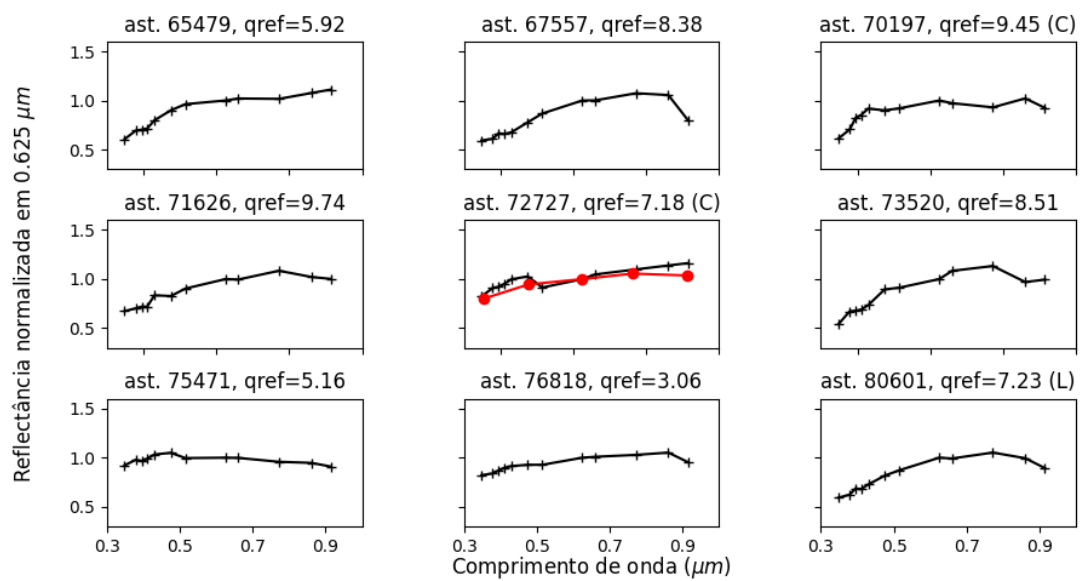 ast. 65479, qref=5.92
ast. 67557, qref=8.38
ast. 70197, qref=9.45 (C)
1.5
1.0
0.5
ast. 71626, qref=9.74
ast. 72727, qref=7.18 (C)
ast. 73520, qref=8.51
1.5
1.0
0.5
ast. 75471, qref=5.16
ast. 76818, qref=3.06
ast. 80601, qref=7.23 (L)
1.5
1.0
0.5
0.3 0.5 0.7 0.9
0.3 0.5 0.7 0.9
0.3 0.5 0.7 0.9
Reflectância normalizada em 0.625 μm
Comprimento de onda (μm)